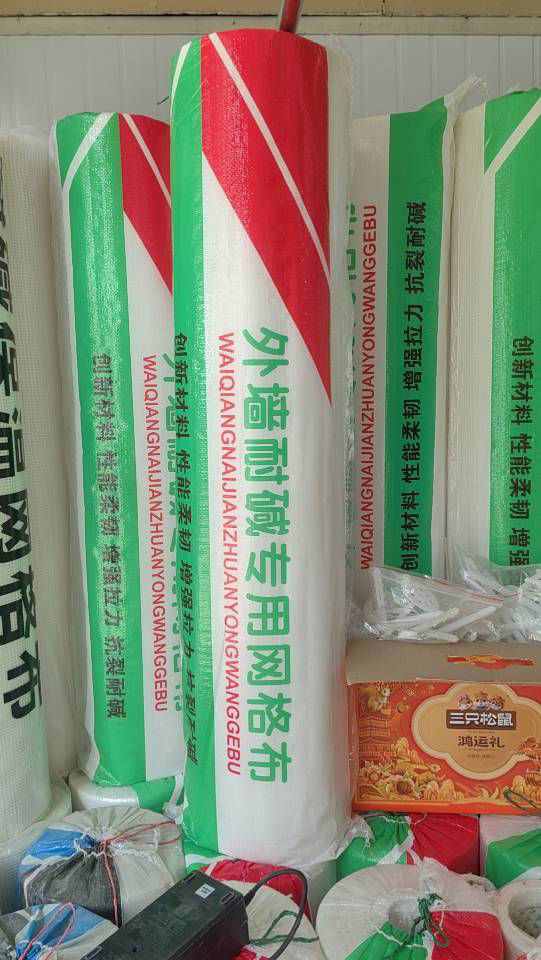 保温网格布
创新材料 性能柔韧 增强拉力 抗裂耐碱
WAIQIANGNAIJIANZHUANYONGWANGGEBU
创新材料 性能柔韧 增强拉力 抗裂耐碱
外墙耐碱专用网格布
WAIQIANGNAIJIANZHUANYONGWANGGEBU
WAIQIANGNAIJIANZHUANYONGWANGGEBU
创新材料 性能柔韧 增强拉力 抗裂耐碱
创新材料 性能柔韧 增强
三只松鼠
鸿运礼